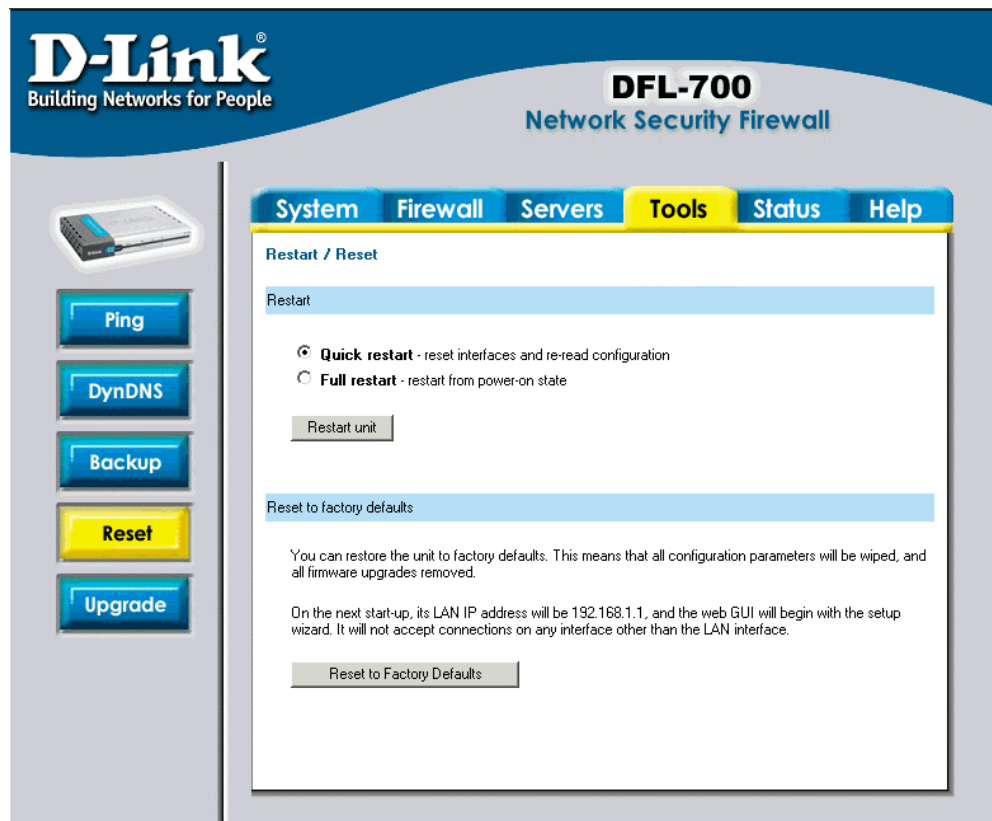 D-Link®
Building Networks for People
DFL-700
Network Security Firewall
System Firewall Servers Tools Status Help
Ping
DynDNS
Backup
Reset
Upgrade
Restart / Reset
Restart
Quick restart - reset interfaces and re-read configuration
Full restart - restart from power-on state
Restart unit
Reset to factory defaults
You can restore the unit to factory defaults. This means that all configuration parameters will be wiped, and
all firmware upgrades removed.
On the next start-up, its LAN IP address will be 192.168.1.1, and the web GUI will begin with the setup
wizard. It will not accept connections on any interface other than the LAN interface.
Reset to Factory Defaults